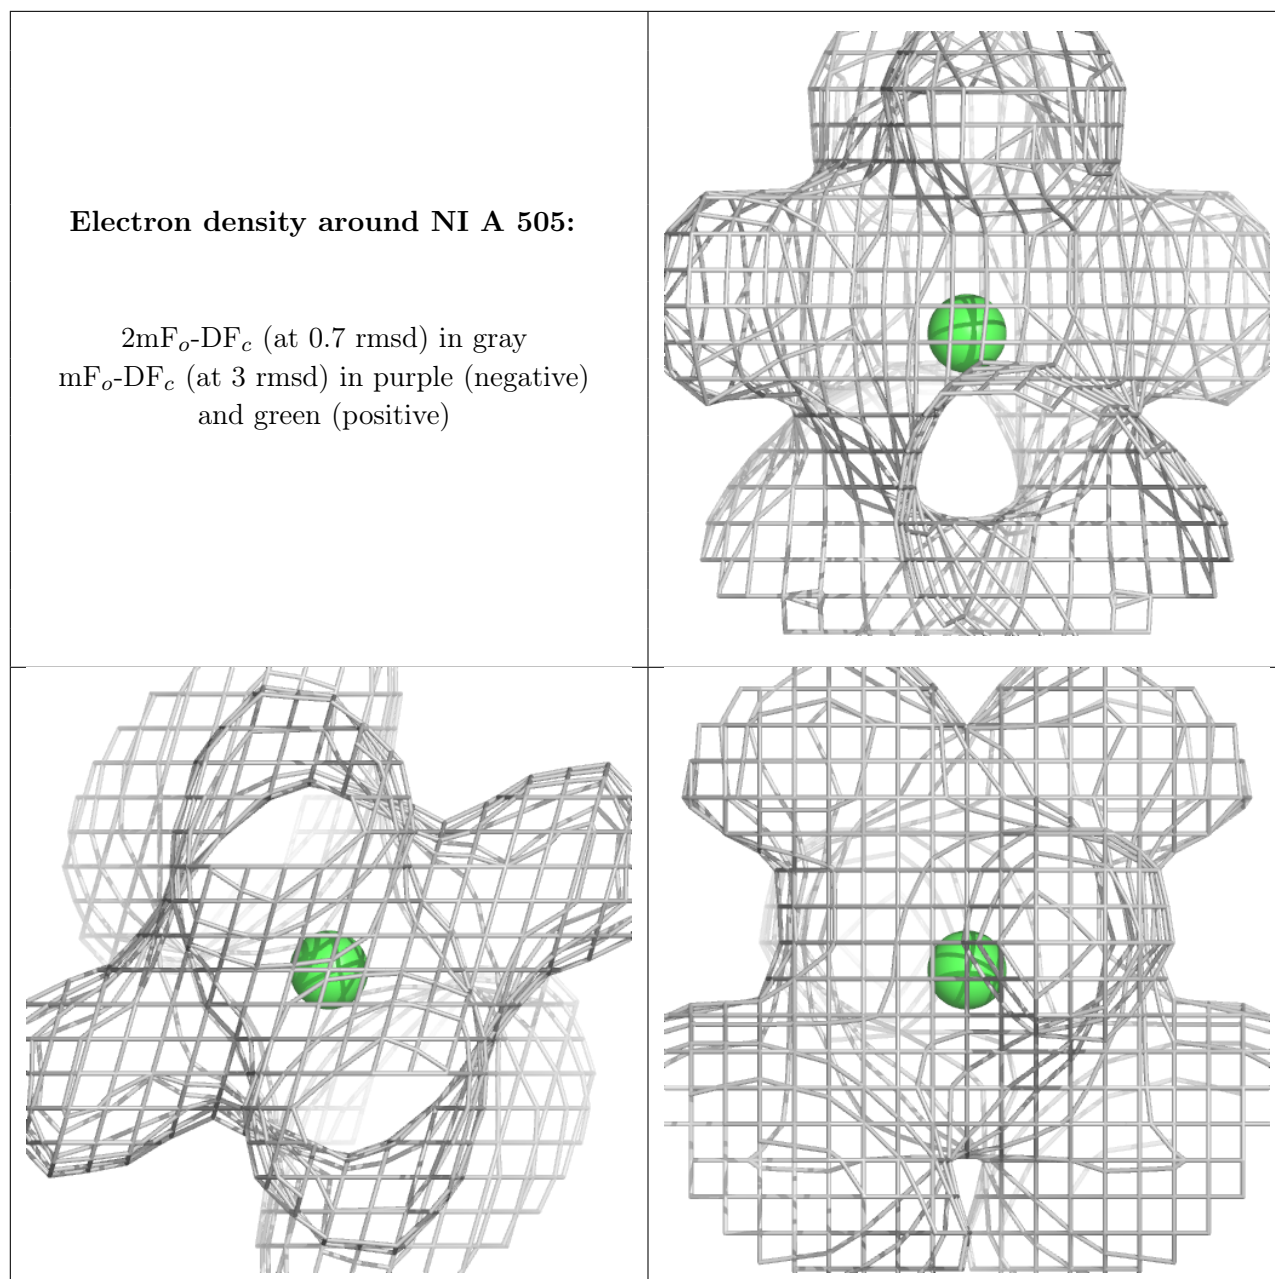 Electron density around NI A 505:
2mFo-DFc (at 0.7 rmsd) in gray
mFo-DFc (at 3 rmsd) in purple (negative)
and green (positive)